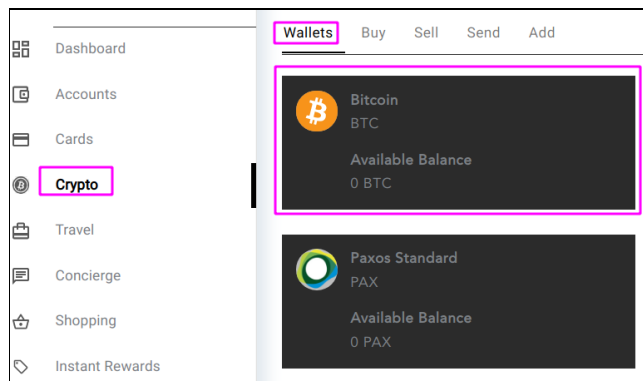 Dashboard
Accounts
Cards
Crypto
Travel
Concierge
Shopping
Instant Rewards
Wallets Buy Sell Send Add
Bitcoin
BTC
Available Balance
0 BTC
Paxos Standard
PAX
Available Balance
0 PAX